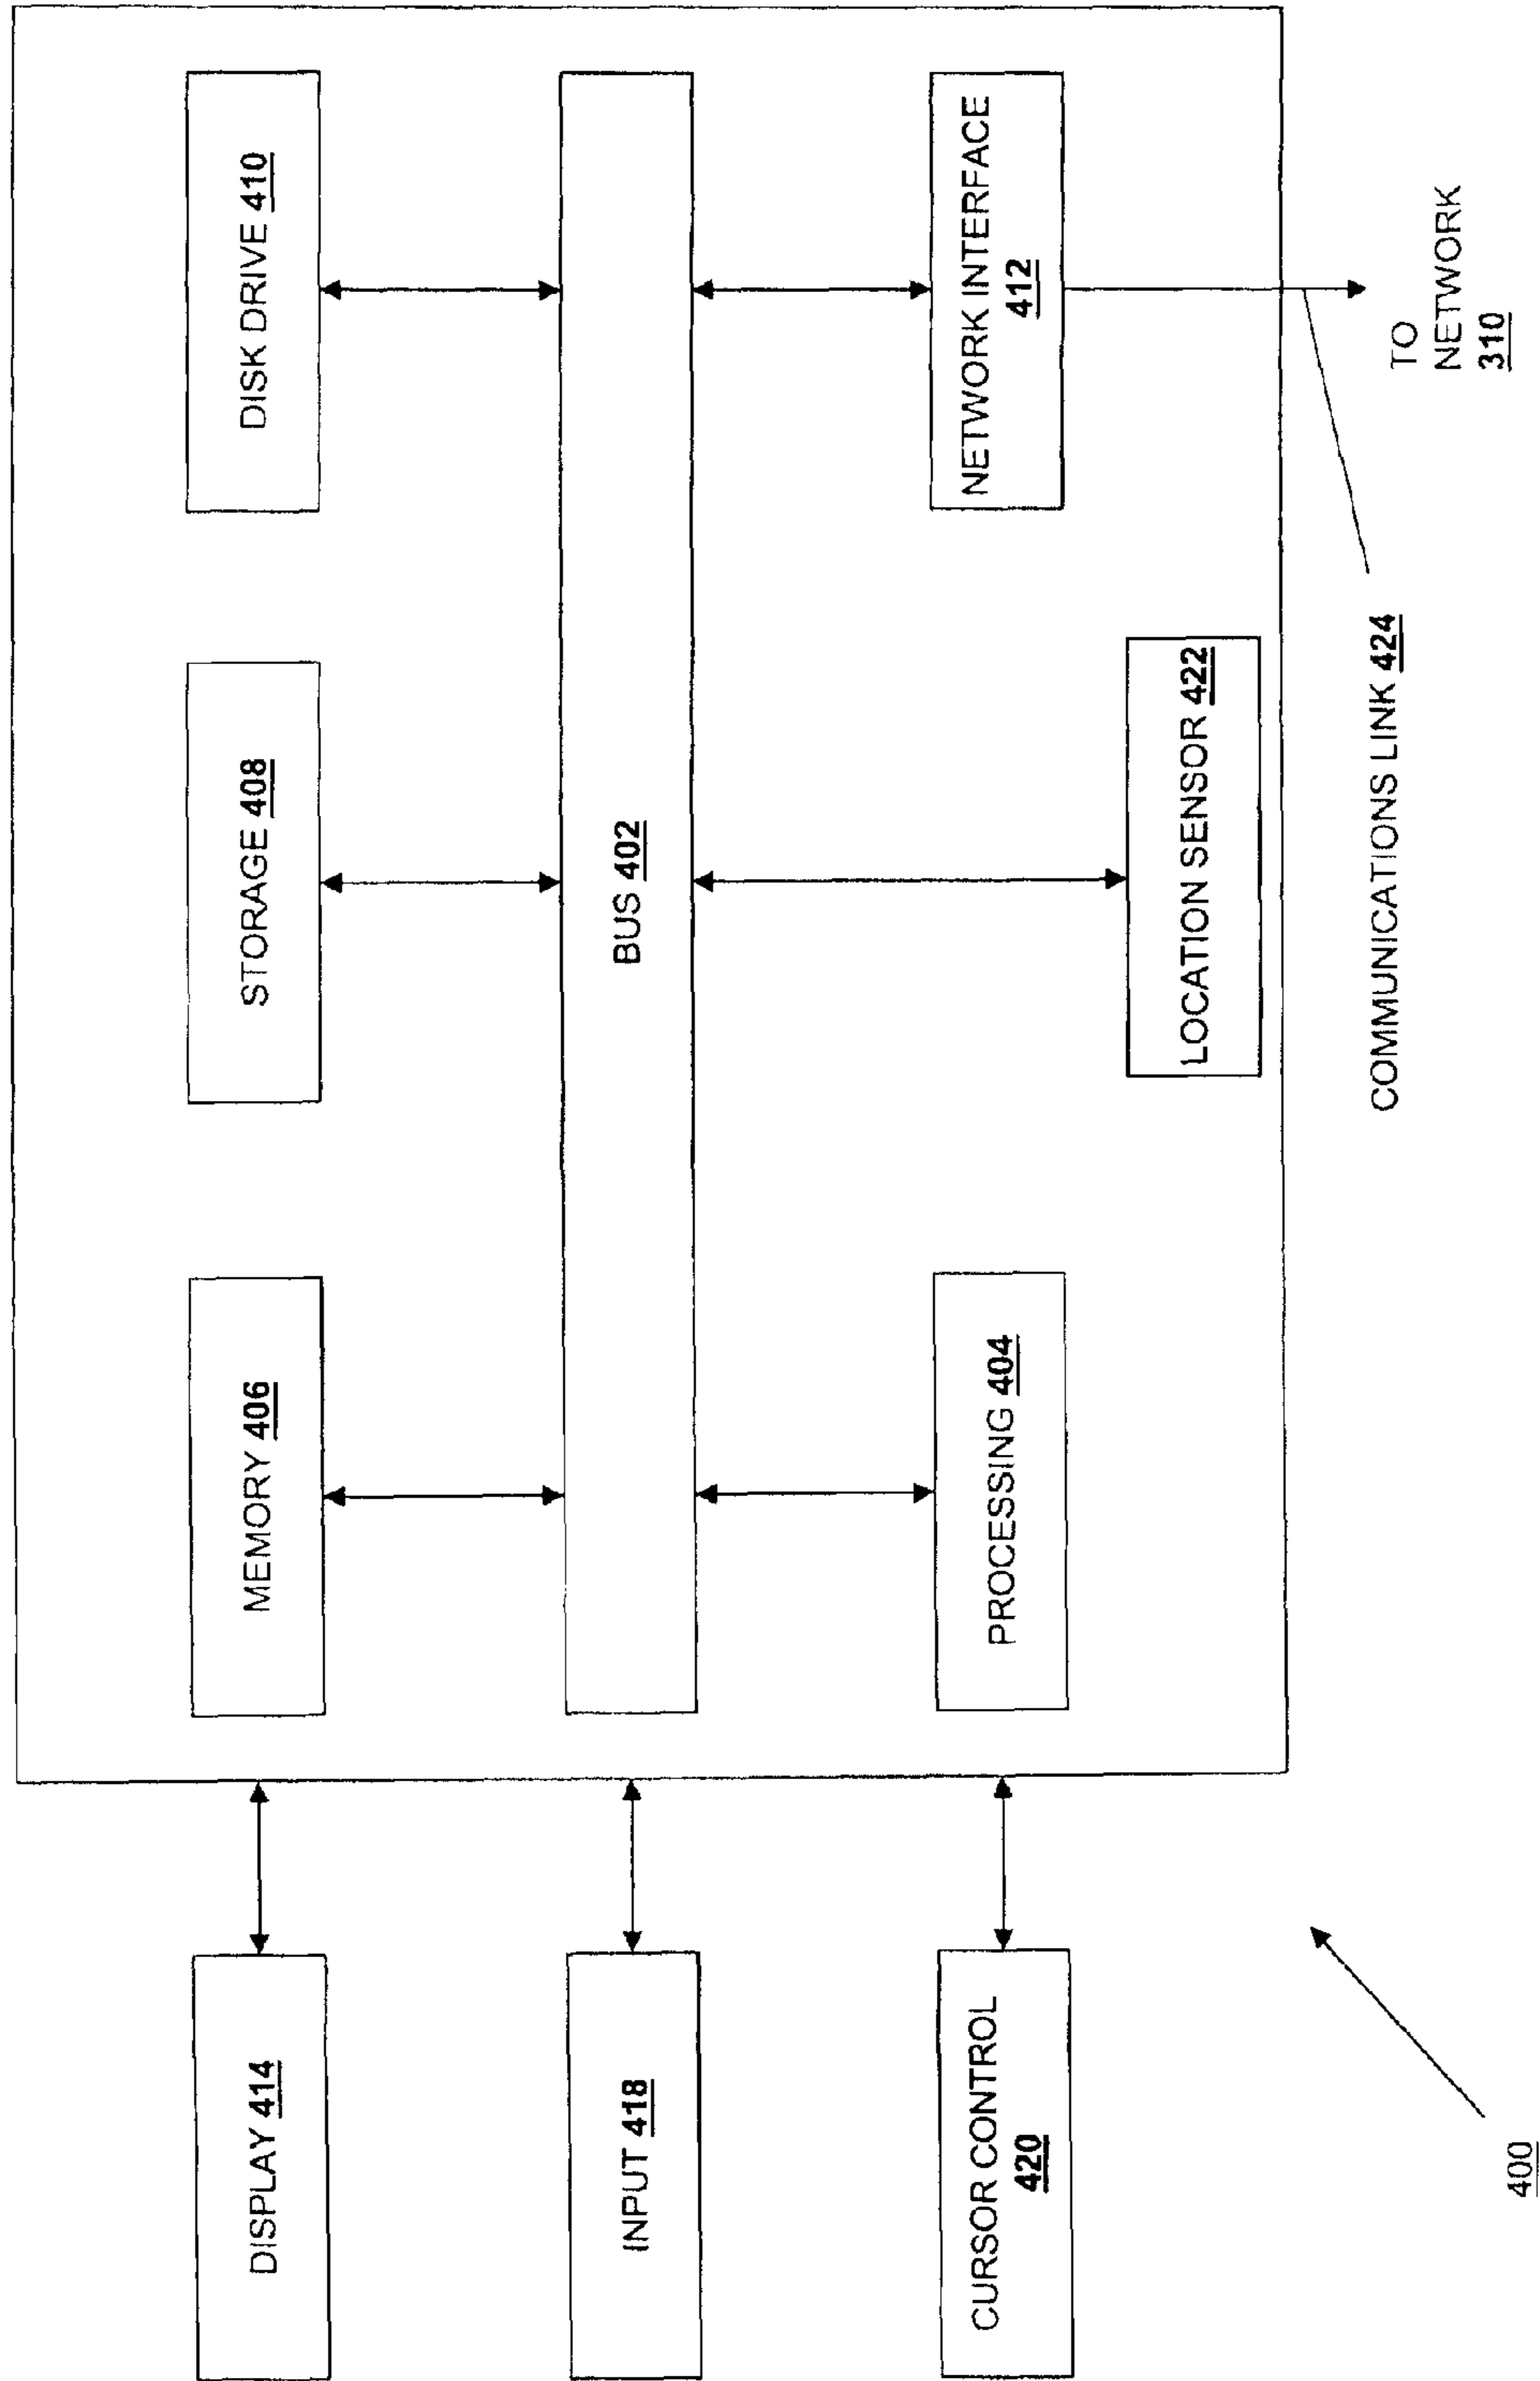 DISPLAY 414
MEMORY 406
STORAGE 408
DISK DRIVE 410
INPUT 418
BUS 402
CURSOR CONTROL
420
PROCESSING 404
NETWORK INTERFACE
412
LOCATION SENSOR 422
COMMUNICATIONS LINK 424
TO
NETWORK
310
400